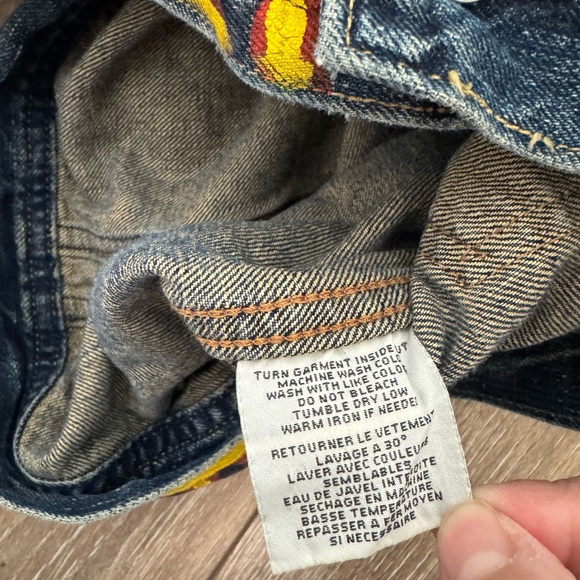 TURN GARMENT INSIDE OUT
MACHINE WASH COLD
WASH WITH LIKE COLOR
DO NOT BLEACH
TUMBLE DRY LOW
WARM IRON IF NEEDED
RETOURNER LE VETEMENT
LAVAGE A 30°
LAVER AVEC COULEURS
SEMBLABLES
EAU DE JAVEL INTERDITE
SECHAGE EN MACHINE
BASSE TEMPERATURE
REPASSER A FER MOYEN
SI NECESSAIRE